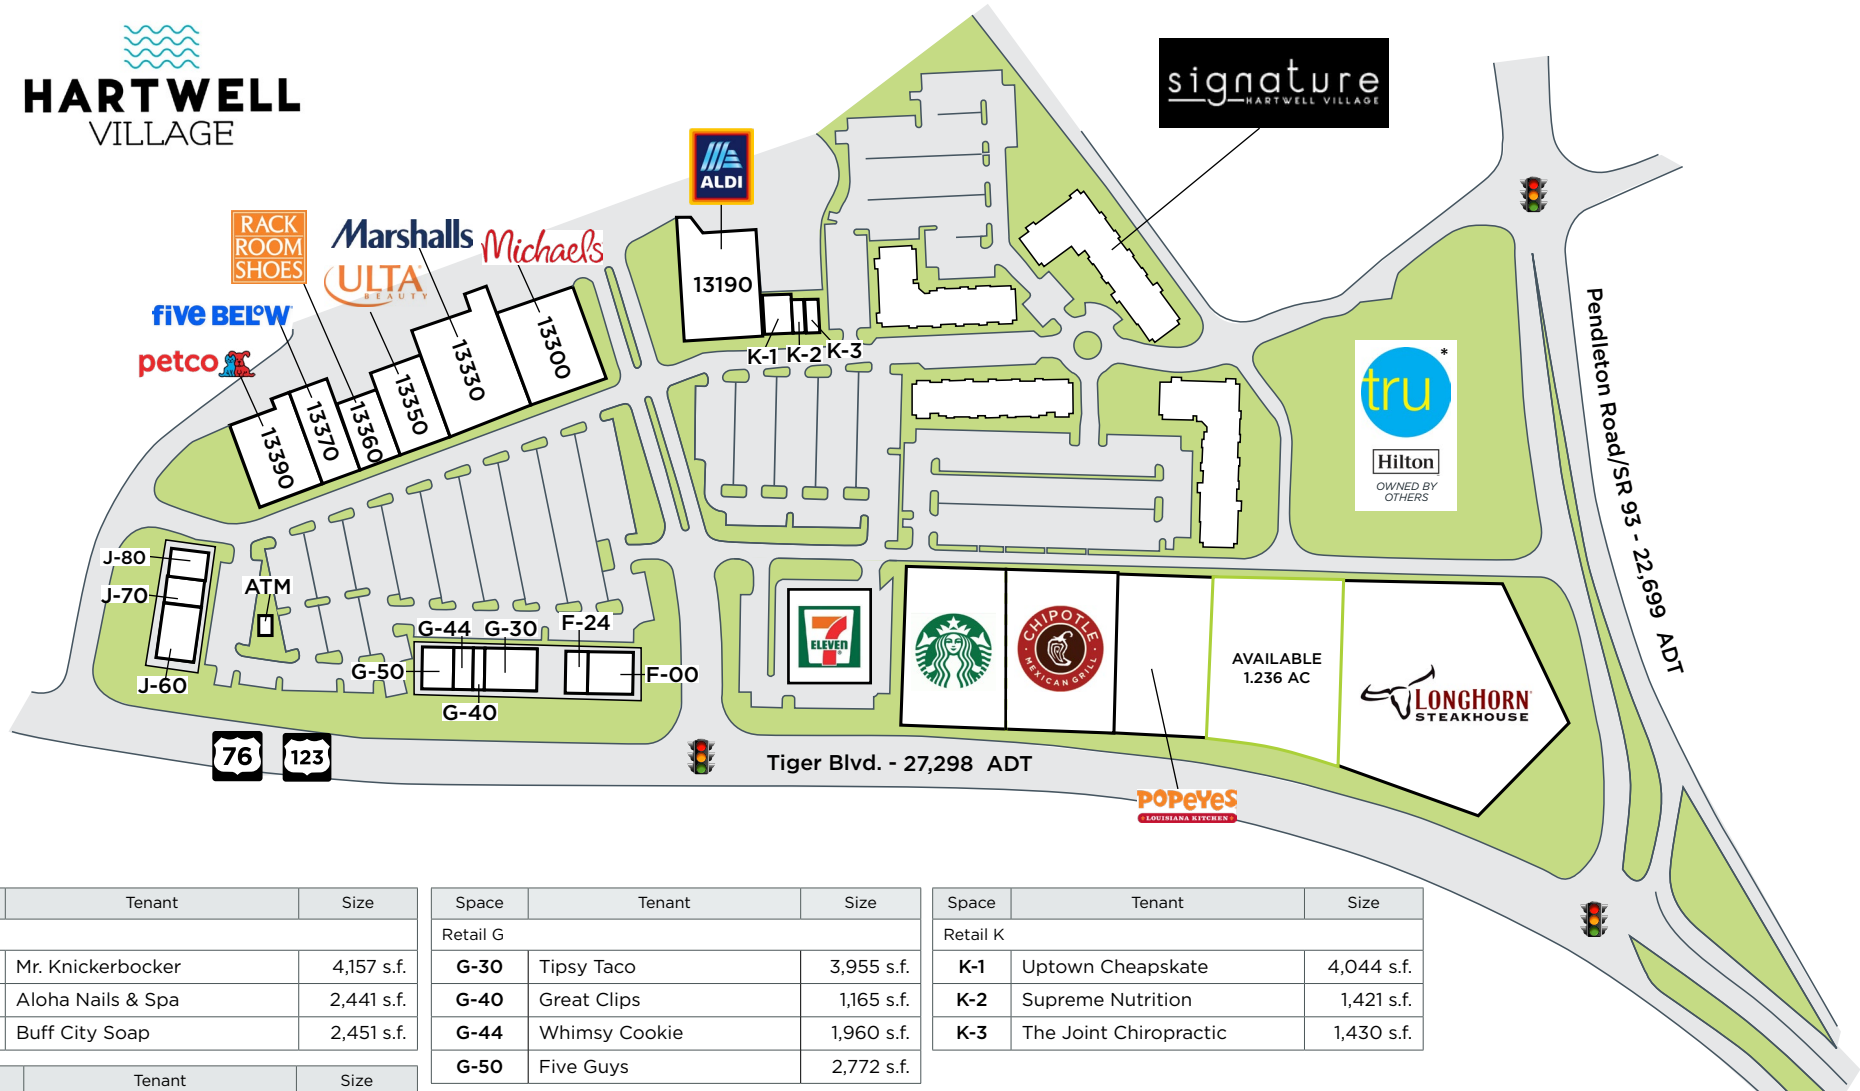 HARTWELL
VILLAGE
signature
HARTWELL VILLAGE
ALDI
RACK
ROOM
SHOES
Marshalls
Michaels
ULTA
BEAUTY
five BELOW
petco
13190
K-1
K-2
K-3
13300
13330
13350
13360
13370
13390
tru
*
Hilton
OWNED BY
OTHERS
Pendleton Road/SR 93 - 22,699 ADT
J-80
J-70
J-60
ATM
G-44
G-30
F-24
G-50
G-40
F-00
7
ELEVEN
CHIPOTLE
MEXICAN GRILL
AVAILABLE
1.236 AC
LONGHORN
STEAKHOUSE
76
123
Tiger Blvd. - 27,298 ADT
POPEYES
LOUISIANA KITCHEN
Tenant Size
Mr. Knickerbocker 4,157 s.f.
Aloha Nails & Spa 2,441 s.f.
Buff City Soap 2,451 s.f.
Tenant Size
Space Tenant Size
Retail G
G-30 Tipsy Taco 3,955 s.f.
G-40 Great Clips 1,165 s.f.
G-44 Whimsy Cookie 1,960 s.f.
G-50 Five Guys 2,772 s.f.
Space Tenant Size
Retail K
K-1 Uptown Cheapskate 4,044 s.f.
K-2 Supreme Nutrition 1,421 s.f.
K-3 The Joint Chiropractic 1,430 s.f.